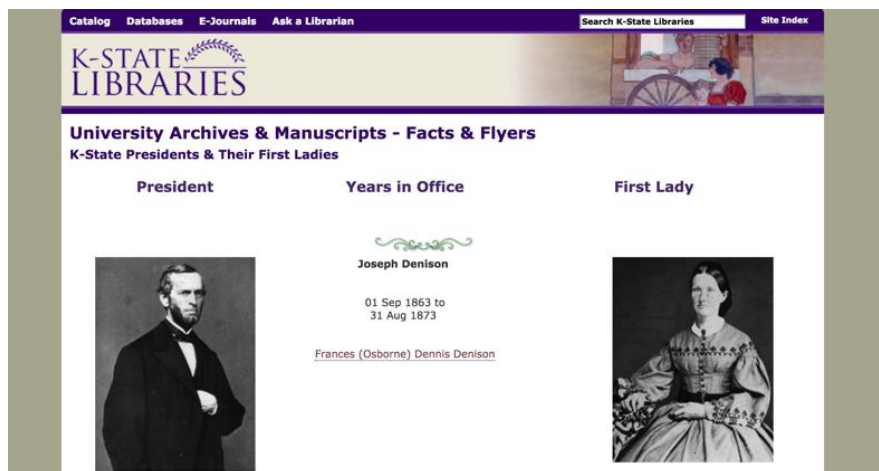 Catalog Databases E-Journals Ask a Librarian Search K-State Libraries Site Index
K-STATE
LIBRARIES
University Archives & Manuscripts - Facts & Flyers
K-State Presidents & Their First Ladies
President Years in Office First Lady
Joseph Denison
01 Sep 1863 to
31 Aug 1873
Frances (Osborne) Dennis Denison